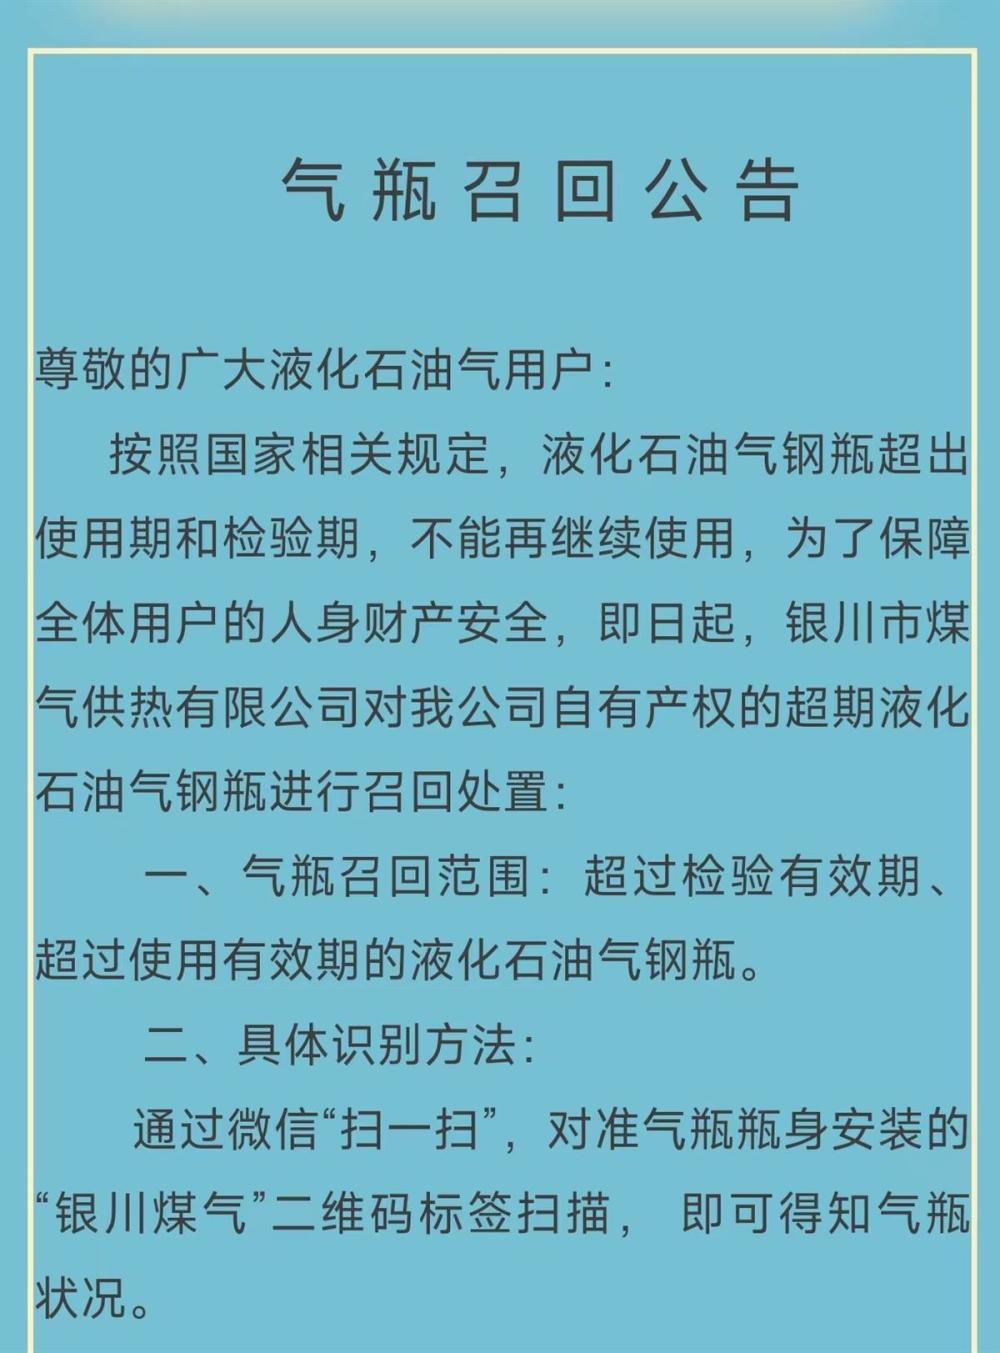 气瓶召回公告
尊敬的广大液化石油气用户：
按照国家相关规定，液化石油气钢瓶超出
使用期和检验期，不能再继续使用，为了保障
全体用户的人身财产安全，即日起，银川市煤
气供热有限公司对我公司自有产权的超期液化
石油气钢瓶进行召回处置：
一、气瓶召回范围：超过检验有效期、
超过使用有效期的液化石油气钢瓶。
二、具体识别方法：
通过微信“扫一扫”，对准气瓶瓶身安装的
“银川煤气”二维码标签扫描， 即可得知气瓶
状况。